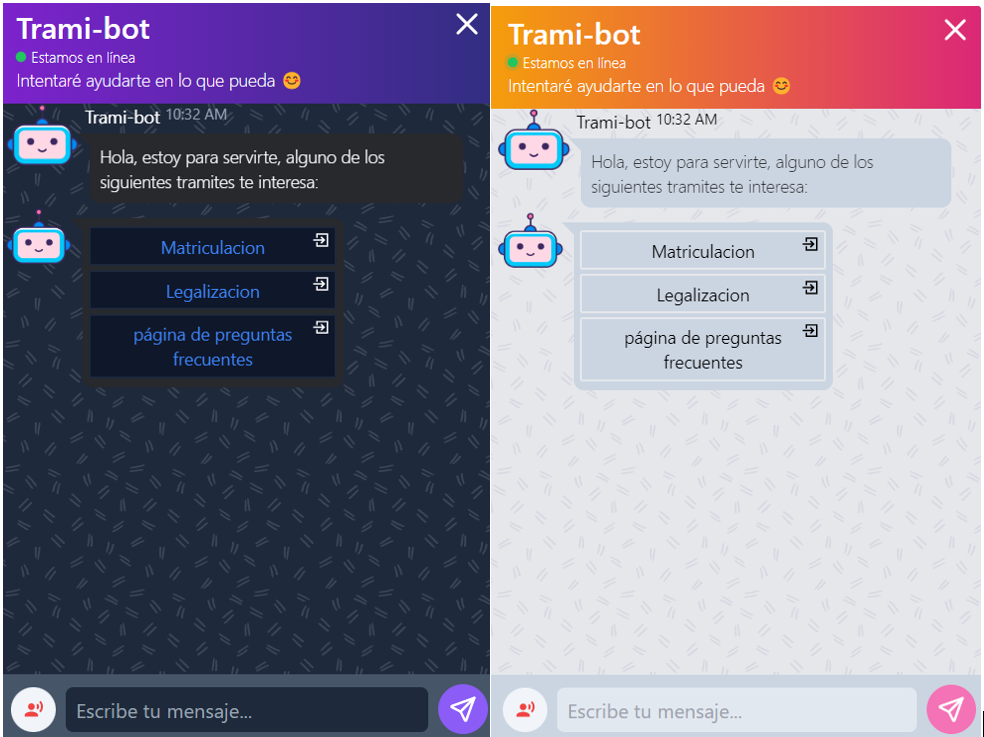 Trami-bot
Estamos en línea
Intentaré ayudarte en lo que pueda 😊
Trami-bot 10:32 AM
Hola, estoy para servirte, alguno de los
siguientes tramites te interesa:
Matriculacion
Legalizacion
página de preguntas
frecuentes
Escribe tu mensaje...
Trami-bot
Estamos en línea
Intentaré ayudarte en lo que pueda 😊
Trami-bot 10:32 AM
Hola, estoy para servirte, alguno de los
siguientes tramites te interesa:
Matriculacion
Legalizacion
página de preguntas
frecuentes
Escribe tu mensaje...